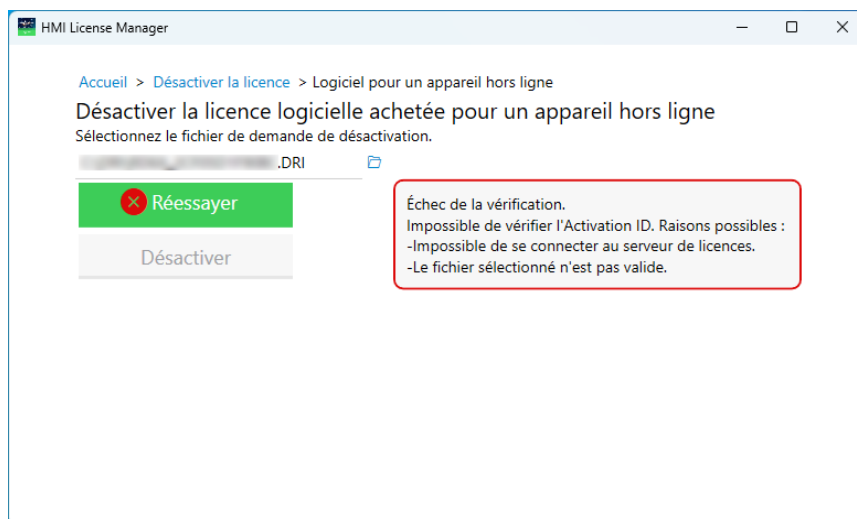 HMI License Manager
Accueil > Désactiver la licence > Logiciel pour un appareil hors ligne
Désactiver la licence logicielle achetée pour un appareil hors ligne
Sélectionnez le fichier de demande de désactivation.
.DRI
Réessayer
Désactiver
Échec de la vérification.
Impossible de vérifier l'Activation ID. Raisons possibles :
-Impossible de se connecter au serveur de licences.
-Le fichier sélectionné n'est pas valide.